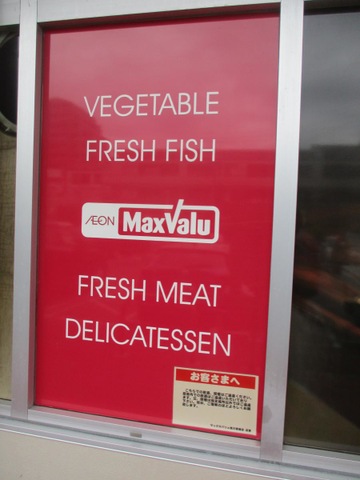 VEGETABLE
FRESH FISH
ÆON MaxValu
FRESH MEAT
DELICATESSEN
お客さまへ